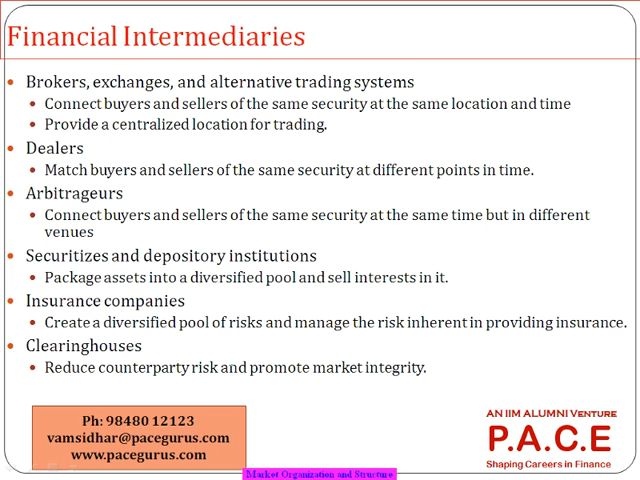 Financial Intermediaries
Brokers, exchanges, and alternative trading systems
Connect buyers and sellers of the same security at the same location and time
Provide a centralized location for trading.
Dealers
Match buyers and sellers of the same security at different points in time.
Arbitrageurs
Connect buyers and sellers of the same security at the same time but in different
venues
Securitizes and depository institutions
Package assets into a diversified pool and sell interests in it.
Insurance companies
Create a diversified pool of risks and manage the risk inherent in providing insurance.
Clearinghouses
Reduce counterparty risk and promote market integrity.
Ph: 98480 12123
vamsidhar@pacegurus.com
www.pacegurus.com
AN IIM ALUMNI VENTURE
P.A.C.E
Shaping Careers in Finance
Market Organization and Structure